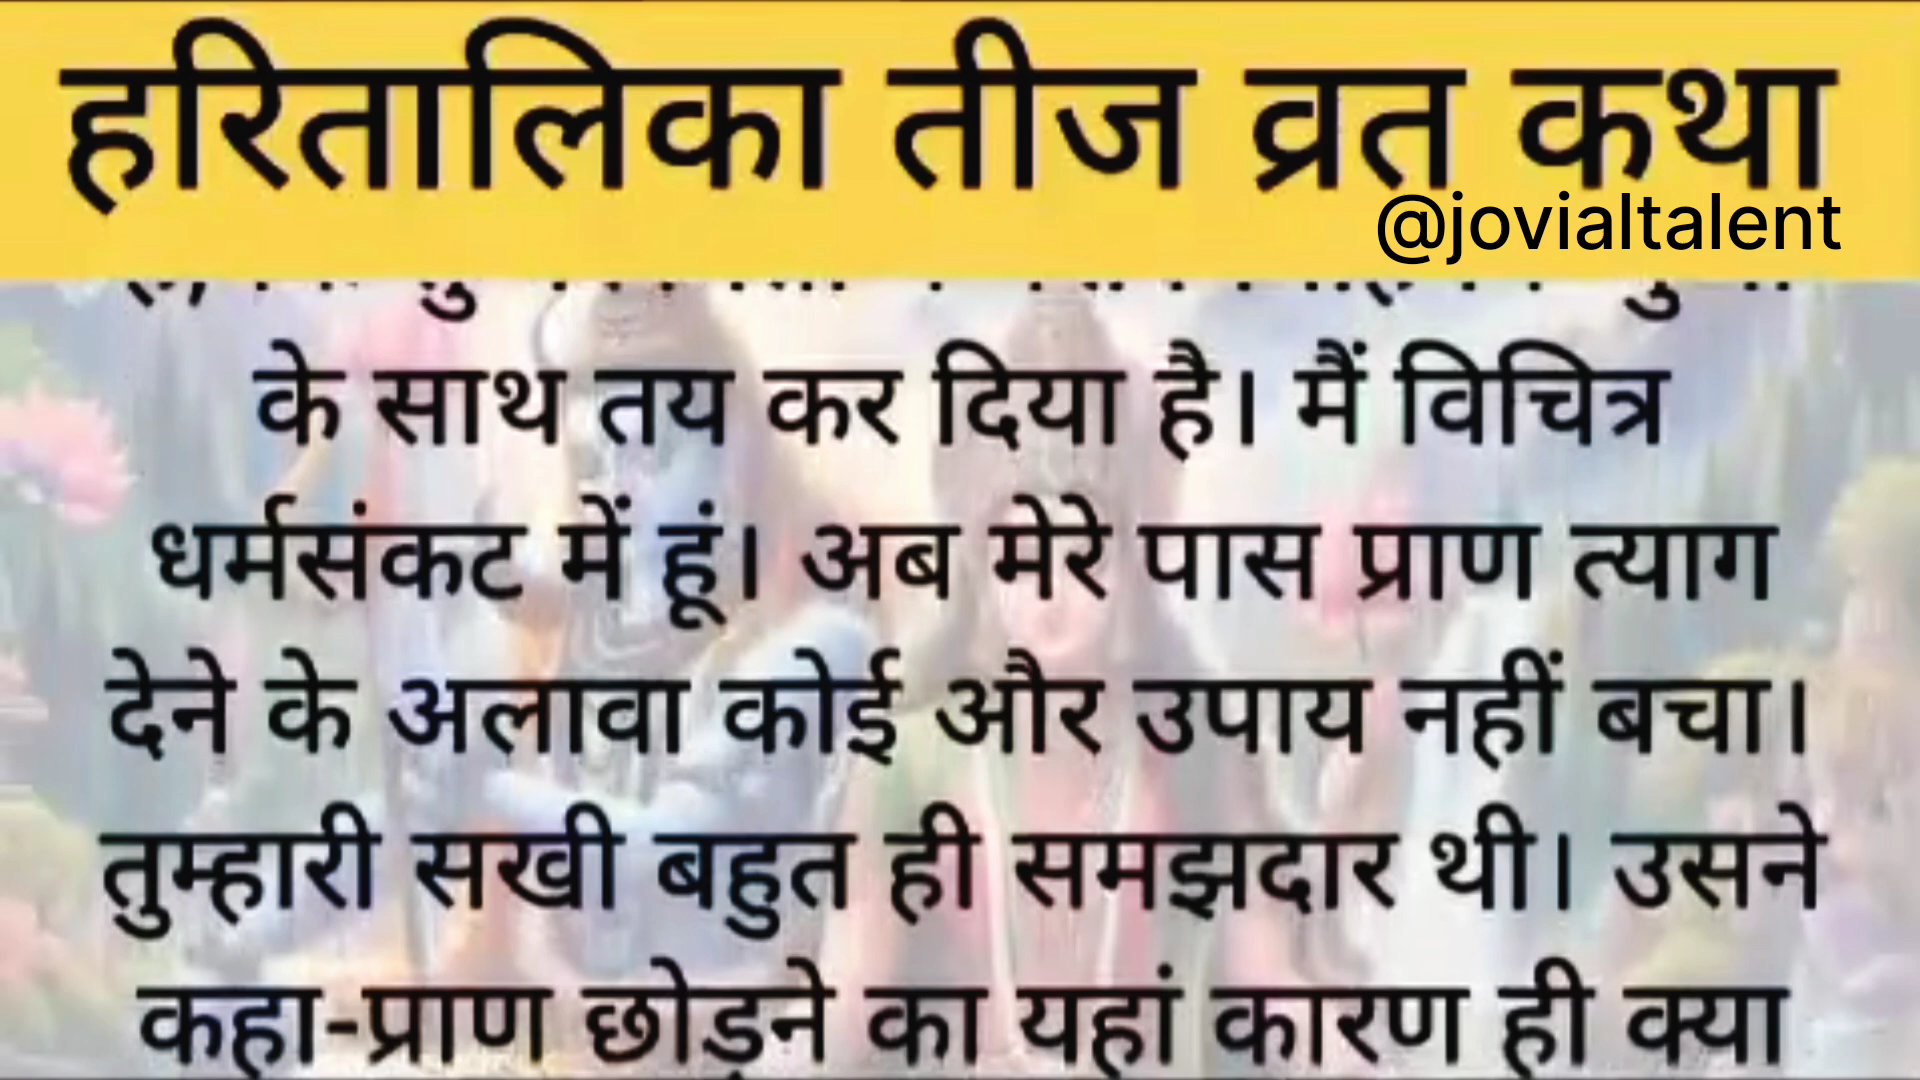 हरितालिका तीज व्रत कथा
@jovialtalent
के साथ तय कर दिया है। मैं विचित्र
धर्मसंकट में हूं। अब मेरे पास प्राण त्याग
देने के अलावा कोई और उपाय नहीं बचा।
तुम्हारी सखी बहुत ही समझदार थी। उसने
कहा-प्राण छोड़ने का यहां कारण ही क्या